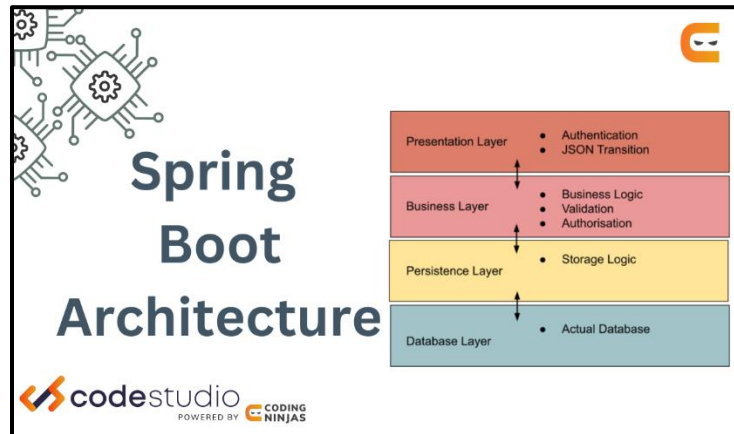 Spring
Boot
Architecture
Presentation Layer
Authentication
JSON Transition
Business Layer
Business Logic
Validation
Authorisation
Persistence Layer
Storage Logic
Database Layer
Actual Database
codestudio
POWERED BY CODING NINJAS